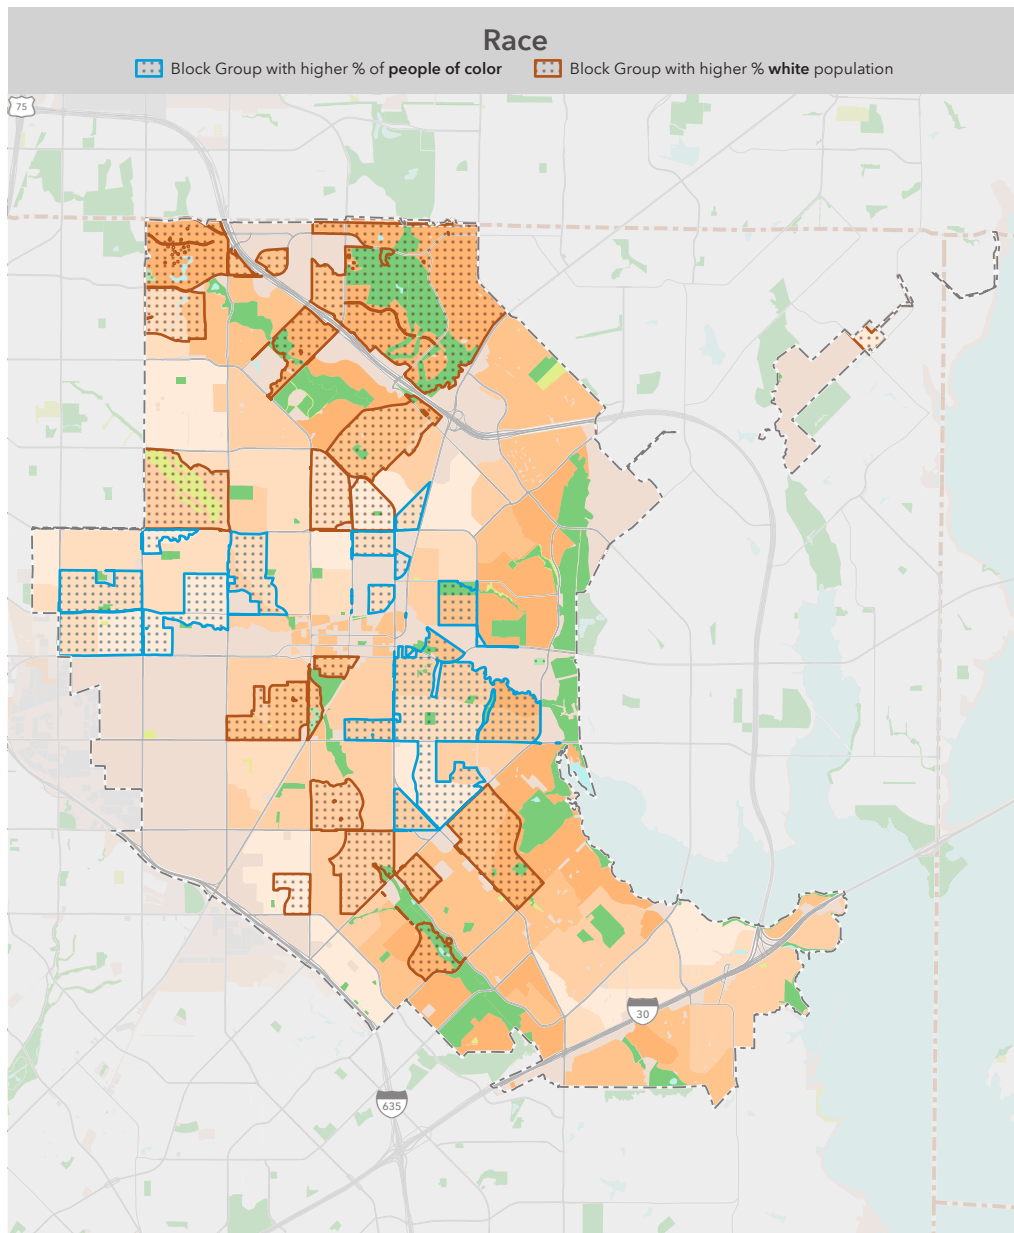 Race
Block Group with higher % of people of color
Block Group with higher % white population
75
30
635